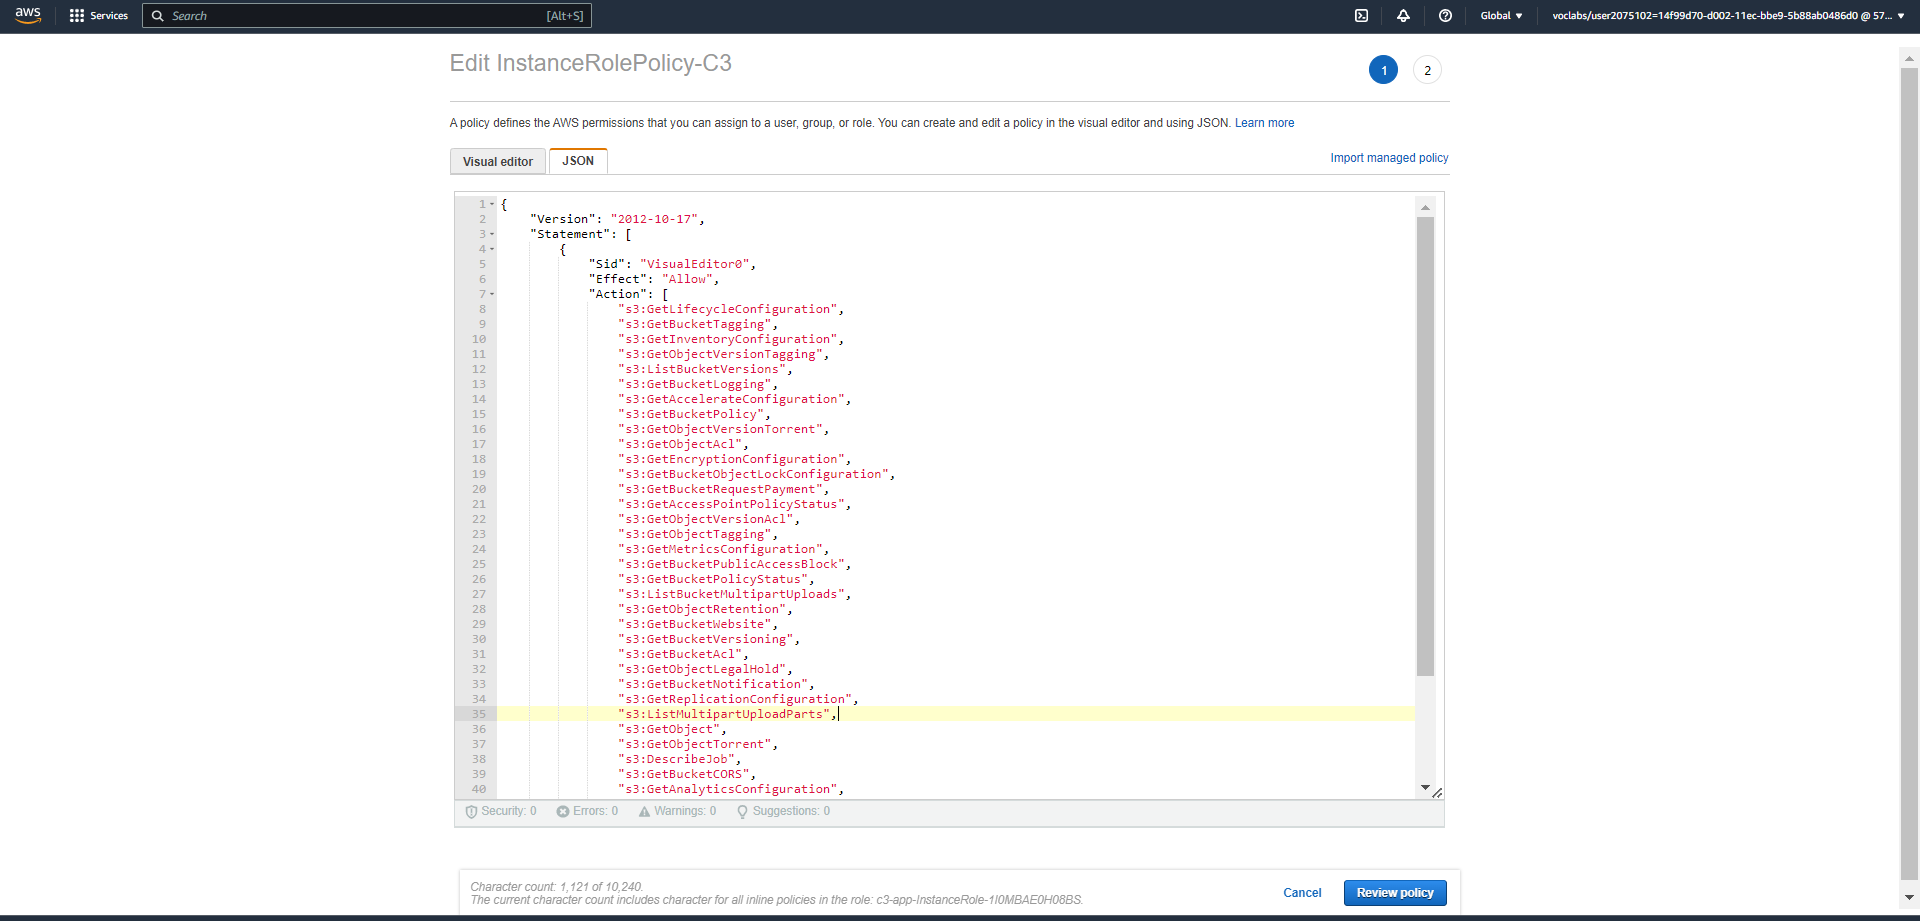 aws
Services
Search [Alt+S]
Global ▼
voclabs/user2075102=14f99d70-d002-11ec-bbe9-5b88ab0486d0 @ 57... ▼
Edit InstanceRolePolicy-C3
1 2
A policy defines the AWS permissions that you can assign to a user, group, or role. You can create and edit a policy in the visual editor and using JSON. Learn more
Visual editor JSON
Import managed policy
1 {
2 "Version": "2012-10-17",
3 "Statement": [
4 {
5 "Sid": "VisualEditor0",
6 "Effect": "Allow",
7 "Action": [
8 "s3:GetLifecycleConfiguration",
9 "s3:GetBucketTagging",
10 "s3:GetInventoryConfiguration",
11 "s3:GetObjectVersionTagging",
12 "s3:ListBucketVersions",
13 "s3:GetBucketLogging",
14 "s3:GetAccelerateConfiguration",
15 "s3:GetBucketPolicy",
16 "s3:GetObjectVersionTorrent",
17 "s3:GetObjectAcl",
18 "s3:GetEncryptionConfiguration",
19 "s3:GetBucketObjectLockConfiguration",
20 "s3:GetBucketRequestPayment",
21 "s3:GetAccessPointPolicyStatus",
22 "s3:GetObjectVersionAcl",
23 "s3:GetObjectTagging",
24 "s3:GetMetricsConfiguration",
25 "s3:GetBucketPublicAccessBlock",
26 "s3:GetBucketPolicyStatus",
27 "s3:ListBucketMultipartUploads",
28 "s3:GetObjectRetention",
29 "s3:GetBucketWebsite",
30 "s3:GetBucketVersioning",
31 "s3:GetBucketAcl",
32 "s3:GetObjectLegalHold",
33 "s3:GetBucketNotification",
34 "s3:GetReplicationConfiguration",
35 "s3:ListMultipartUploadParts",
36 "s3:GetObject",
37 "s3:GetObjectTorrent",
38 "s3:DescribeJob",
39 "s3:GetBucketCORS",
40 "s3:GetAnalyticsConfiguration",
Security: 0 Errors: 0 Warnings: 0 Suggestions: 0
Character count: 1,121 of 10,240.
The current character count includes character for all inline policies in the role: c3-app-InstanceRole-1I0MBAE0H08BS.
Cancel Review policy